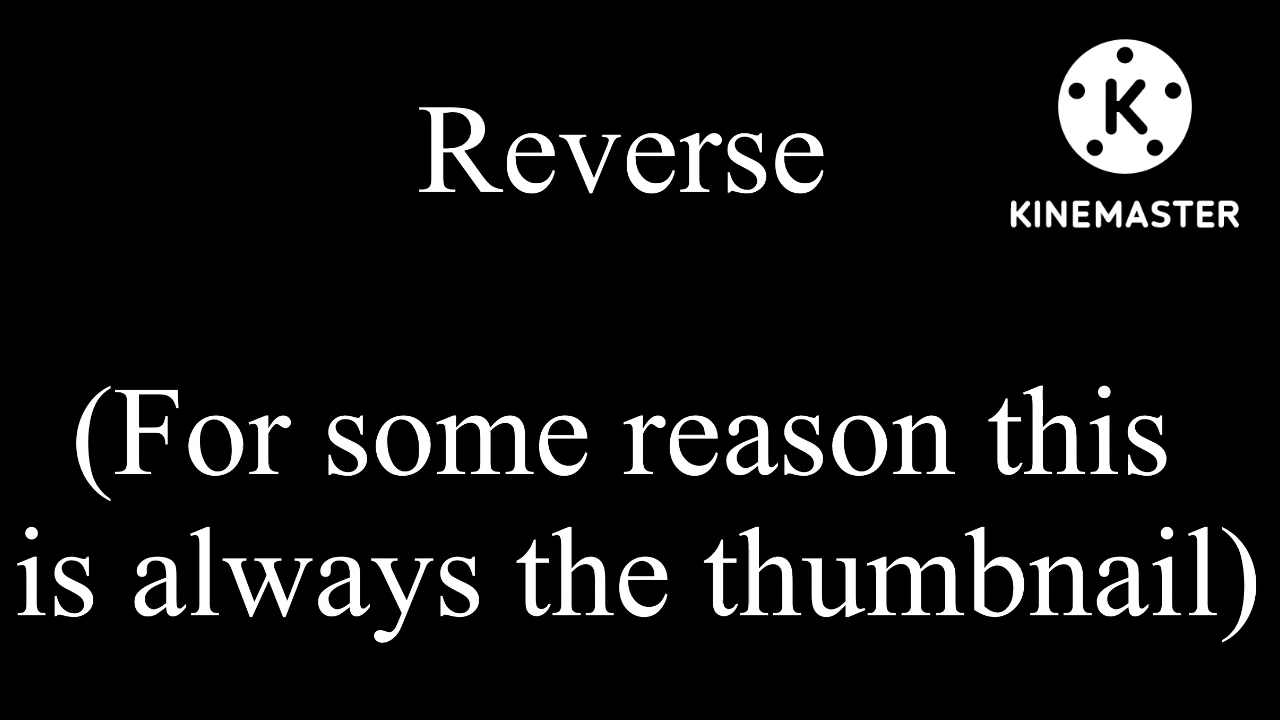 Reverse
K
KINEMASTER
(For some reason this
is always the thumbnail)